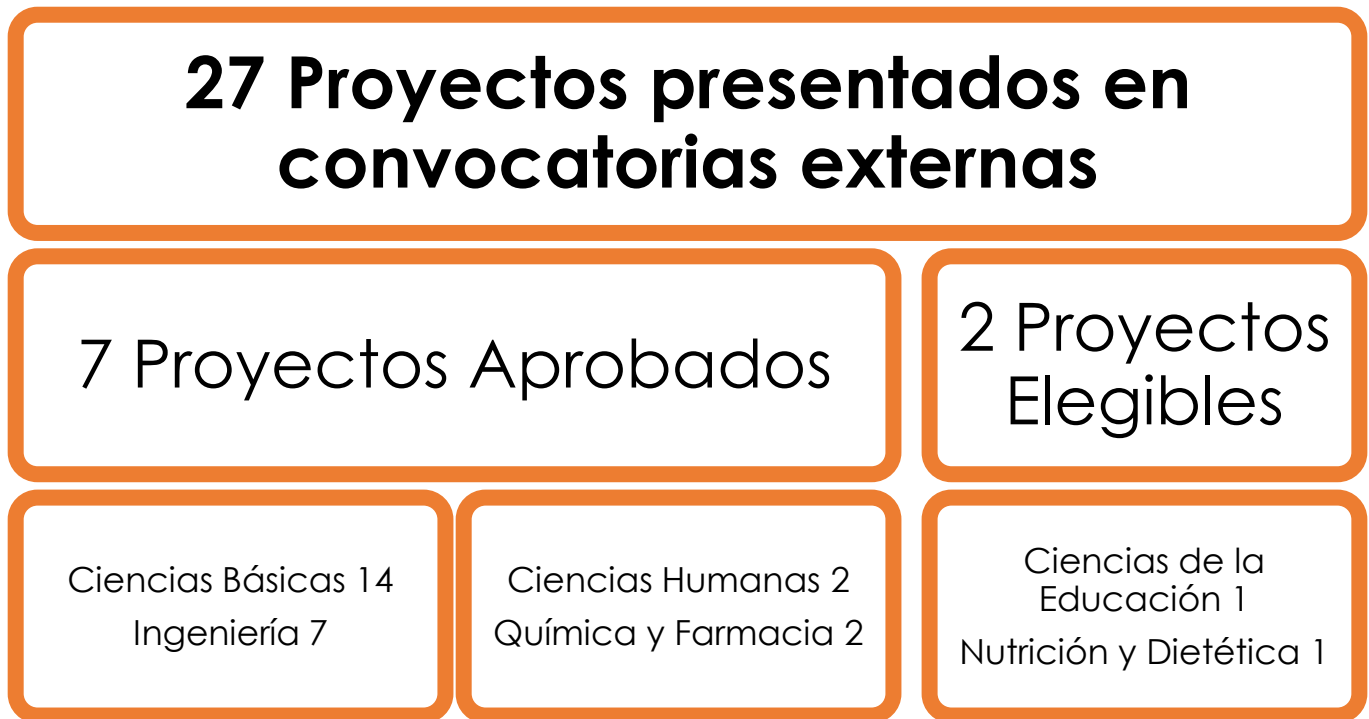 27 Proyectos presentados en
convocatorias externas
7 Proyectos Aprobados
2 Proyectos
Elegibles
Ciencias Básicas 14
Ingeniería 7
Ciencias Humanas 2
Química y Farmacia 2
Ciencias de la
Educación 1
Nutrición y Dietética 1